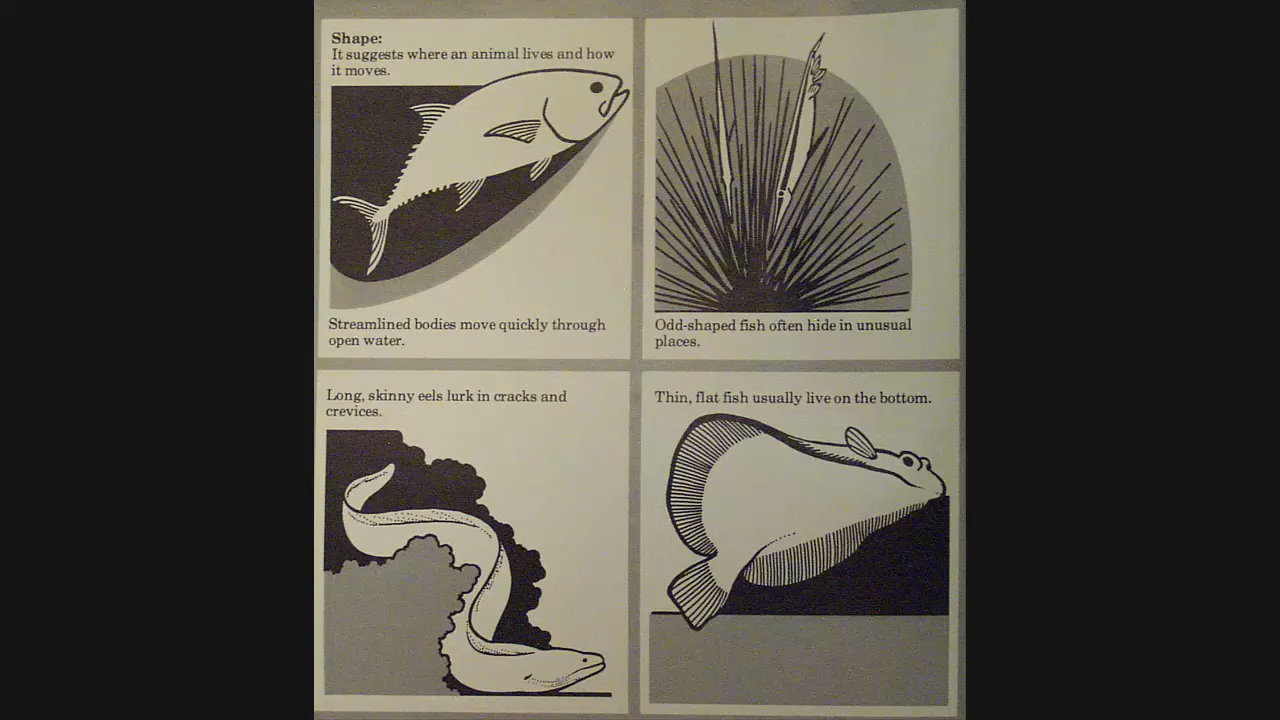 Shape:
It suggests where an animal lives and how
it moves.
Streamlined bodies move quickly through
open water.
Odd-shaped fish often hide in unusual
places.
Long, skinny eels lurk in cracks and
crevices.
Thin, flat fish usually live on the bottom.